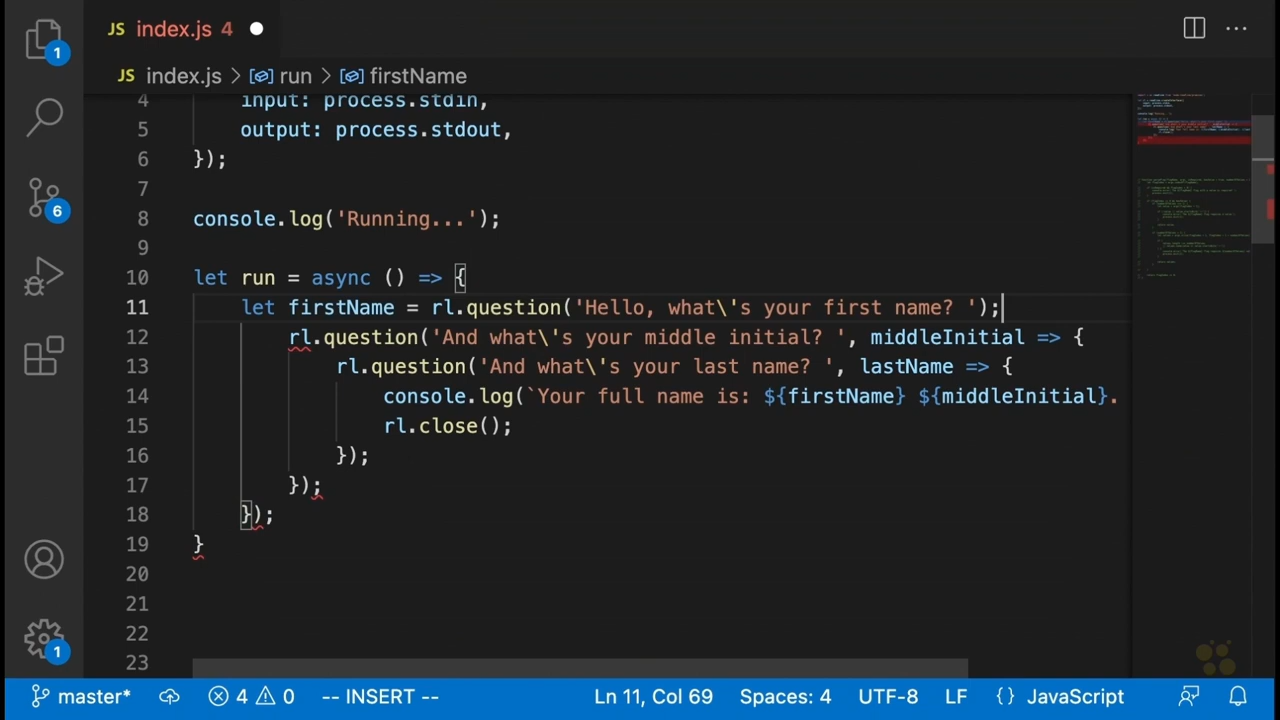 1
JS index.js 4
JS index.js > run > firstName
4 input: process.stdin,
5 output: process.stdout,
6 });
7
8 console.log('Running...');
9
10 let run = async () => {
11 let firstName = rl.question('Hello, what\'s your first name? ');
12 rl.question('And what\'s your middle initial? ', middleInitial => {
13 rl.question('And what\'s your last name? ', lastName => {
14 console.log(`Your full name is: ${firstName} ${middleInitial}.
15 rl.close();
16 });
17 });
18 });
19 }
20
21
22
23
6
1
master* 4 0 -- INSERT -- Ln 11, Col 69 Spaces: 4 UTF-8 LF {} JavaScript